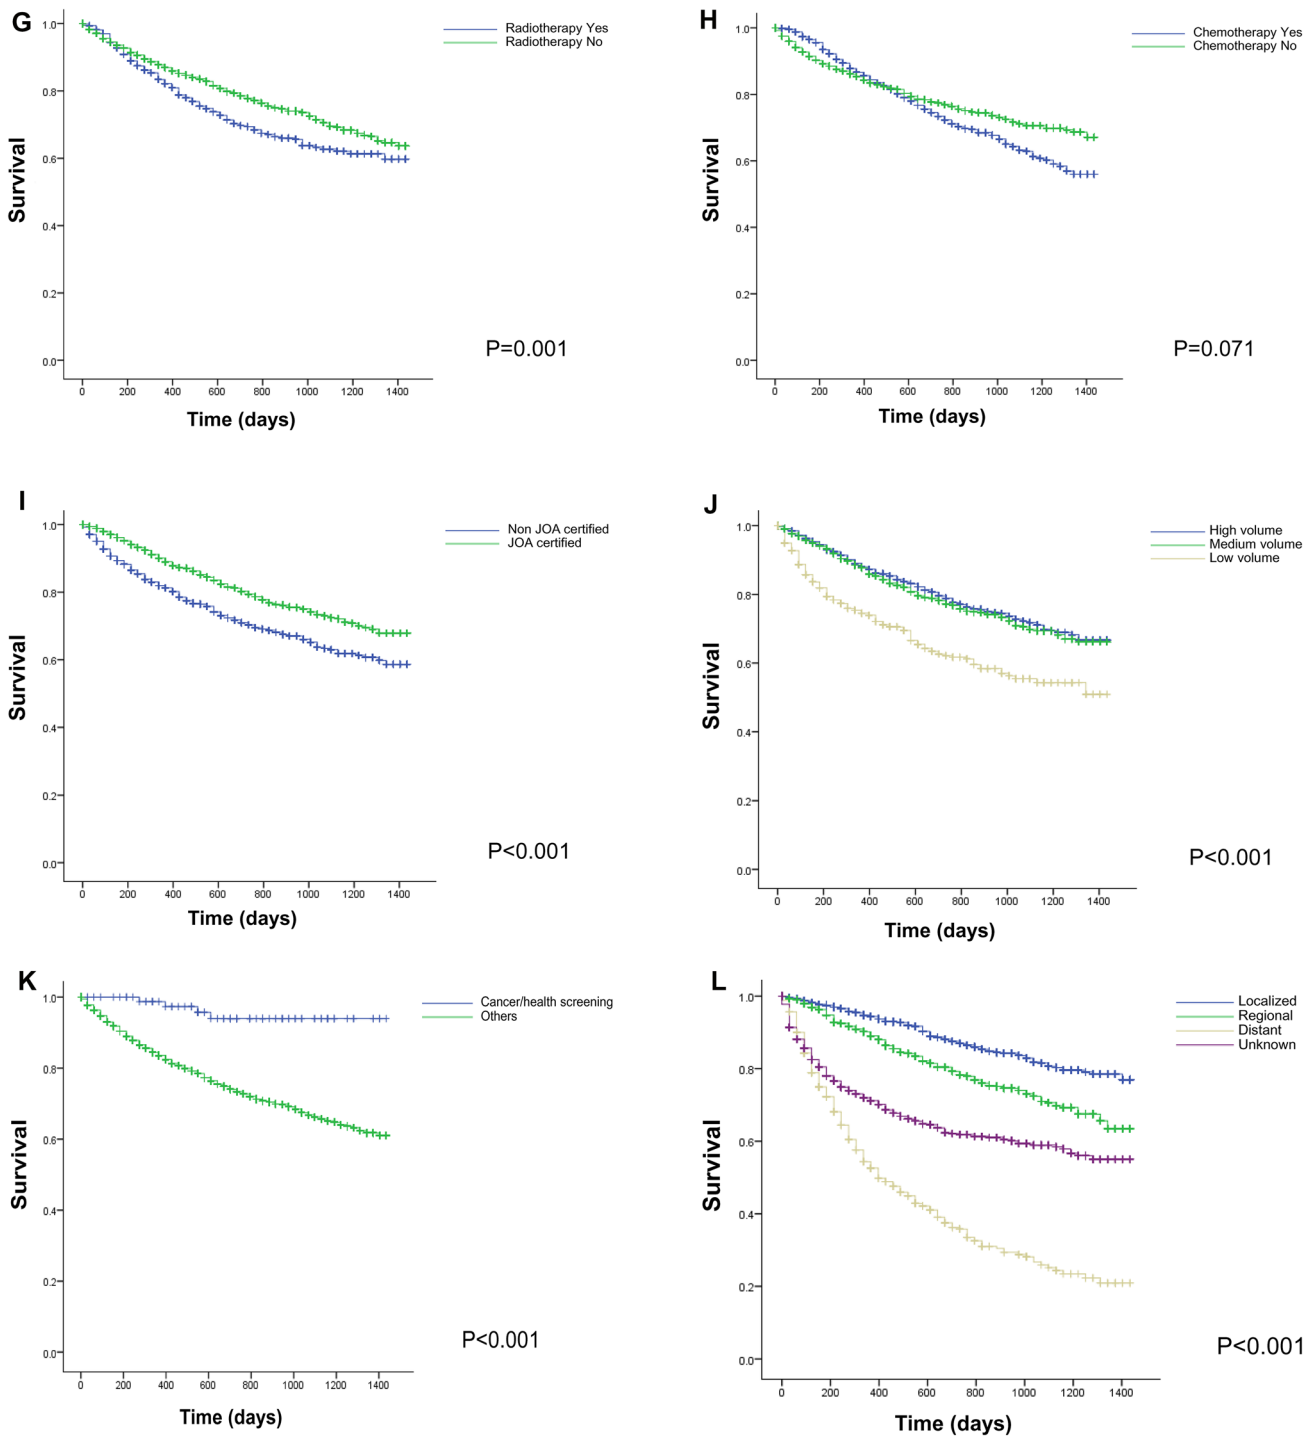 G
Radiotherapy Yes
Radiotherapy No
1.0
0.8
0.6
0.4
0.2
0.0
Survival
0 200 400 600 800 1000 1200 1400
Time (days)
P=0.001
H
Chemotherapy Yes
Chemotherapy No
1.0
0.8
0.6
0.4
0.2
0.0
Survival
0 200 400 600 800 1000 1200 1400
Time (days)
P=0.071
I
Non JOA certified
JOA certified
1.0
0.8
0.6
0.4
0.2
0.0
Survival
0 200 400 600 800 1000 1200 1400
Time (days)
P<0.001
J
High volume
Medium volume
Low volume
1.0
0.8
0.6
0.4
0.2
0.0
Survival
0 200 400 600 800 1000 1200 1400
Time (days)
P<0.001
K
Cancer/health screening
Others
1.0
0.8
0.6
0.4
0.2
0.0
Survival
0 200 400 600 800 1000 1200 1400
Time (days)
P<0.001
L
Localized
Regional
Distant
Unknown
1.0
0.8
0.6
0.4
0.2
0.0
Survival
0 200 400 600 800 1000 1200 1400
Time (days)
P<0.001